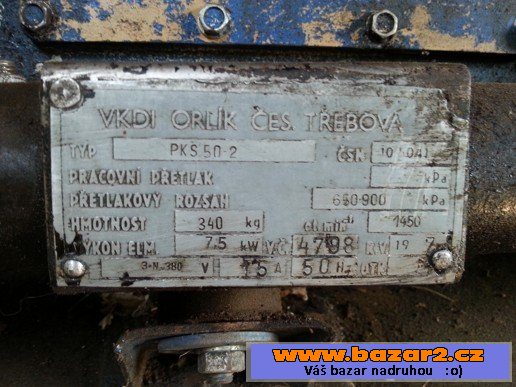 VKDI ORLÍK ČES. TŘEBOVÁ
TYP PKS 50-2 ČSN
PRACOVNÍ PŘETLAK kPa
PŘETLAKOVÝ ROZSAH 650-900 kPa
HMOTNOST 340 kg 1450
VÝKON ELM. 7,5 kW 4798 19
3-N-380 V 15 A 50 Hz
www.bazar2.cz
Váš bazar nadruhou :o)